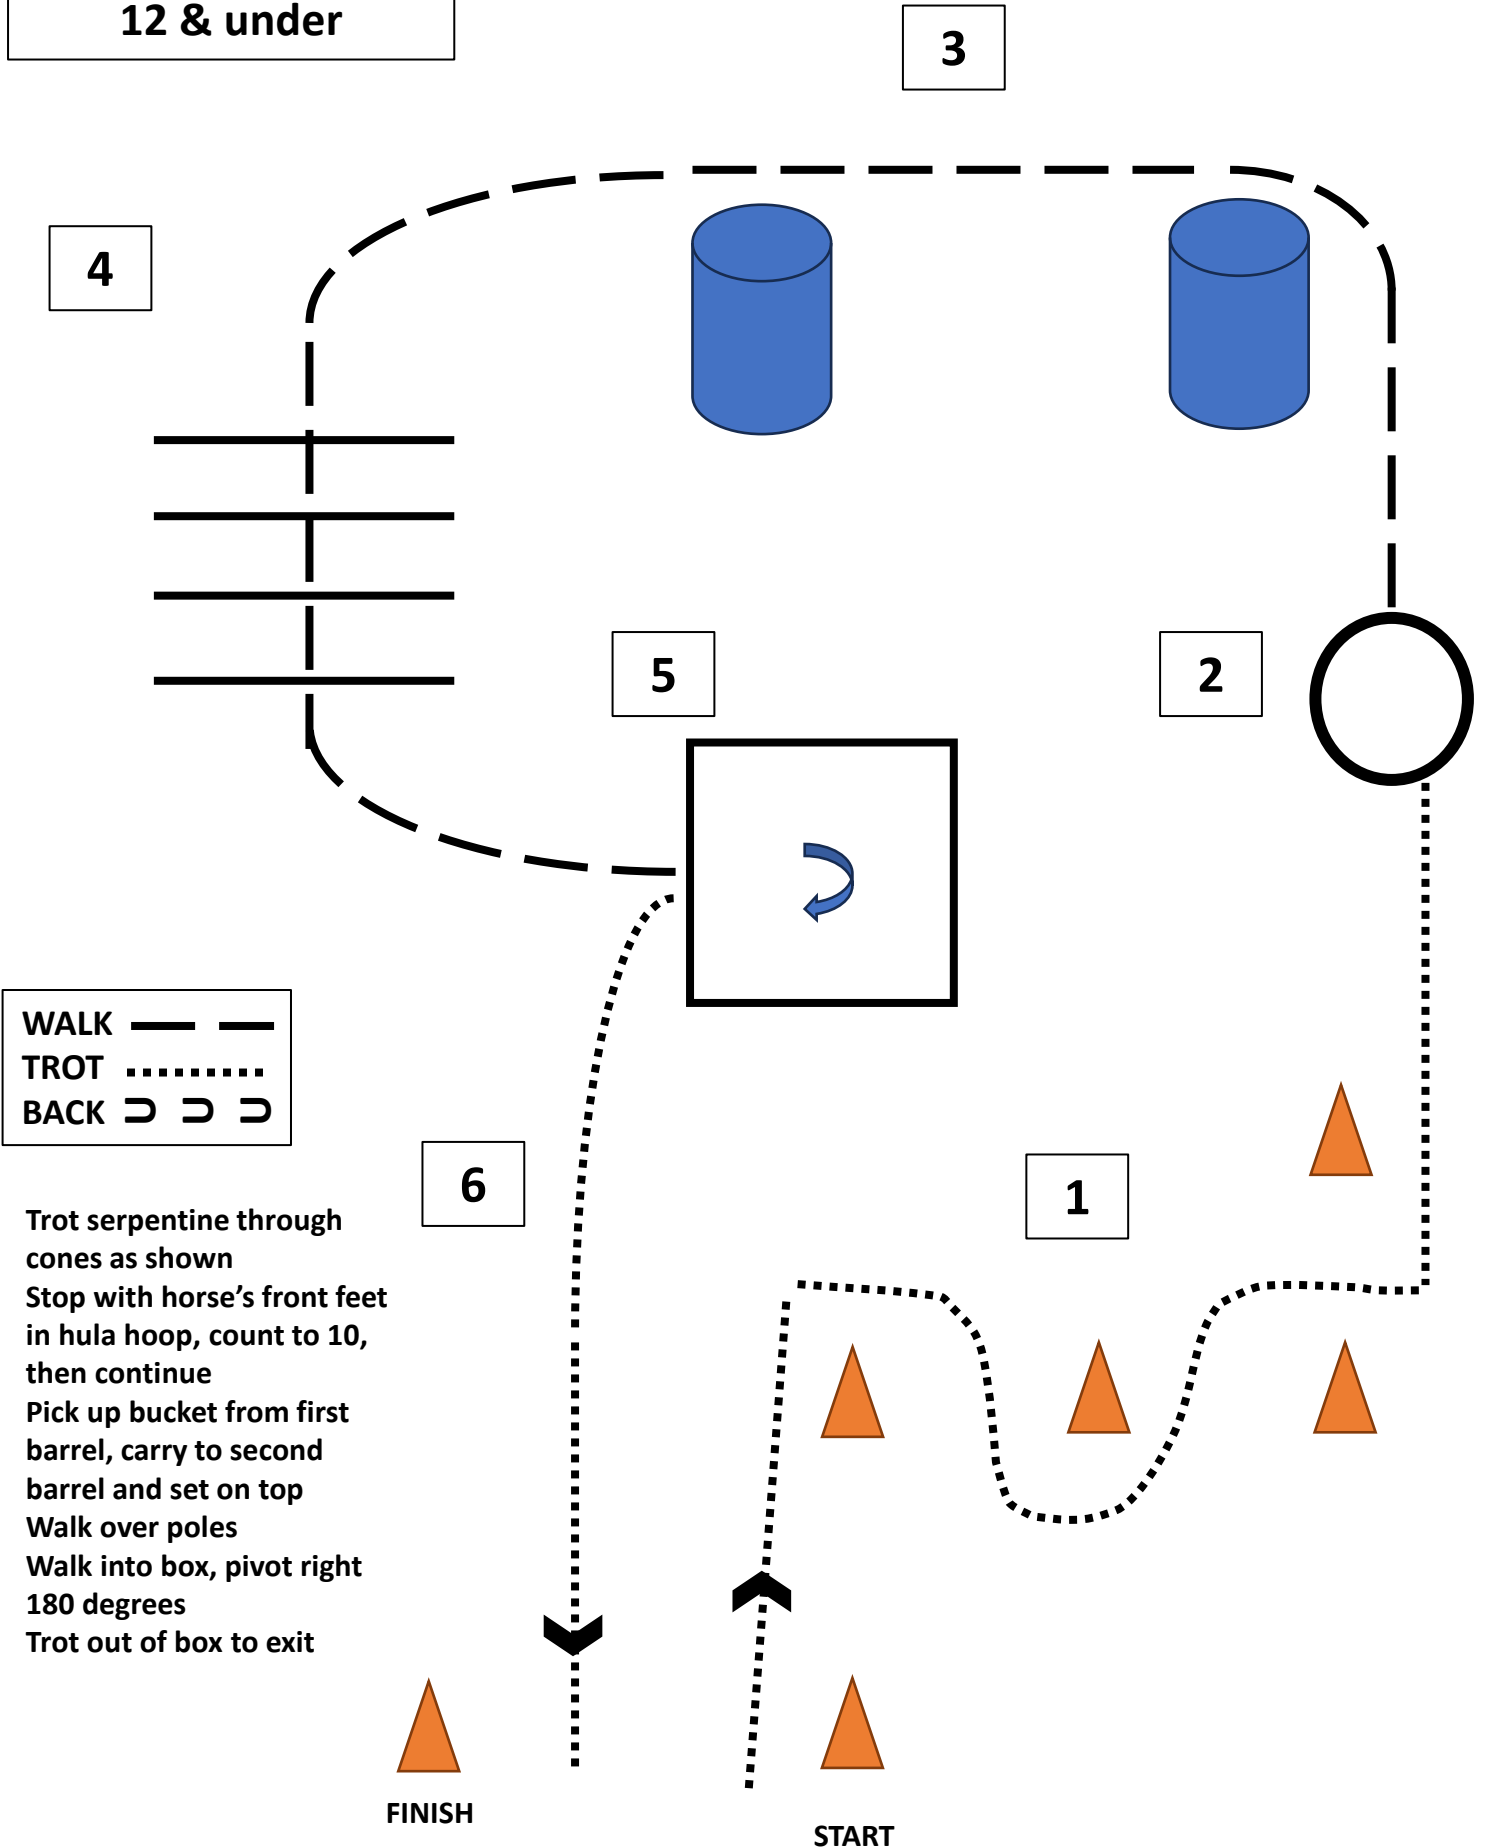 12 & under
3
4
5
2
WALK
TROT
BACK
6
1
Trot serpentine through
cones as shown
Stop with horse’s front feet
in hula hoop, count to 10,
then continue
Pick up bucket from first
barrel, carry to second
barrel and set on top
Walk over poles
Walk into box, pivot right
180 degrees
Trot out of box to exit
FINISH
START